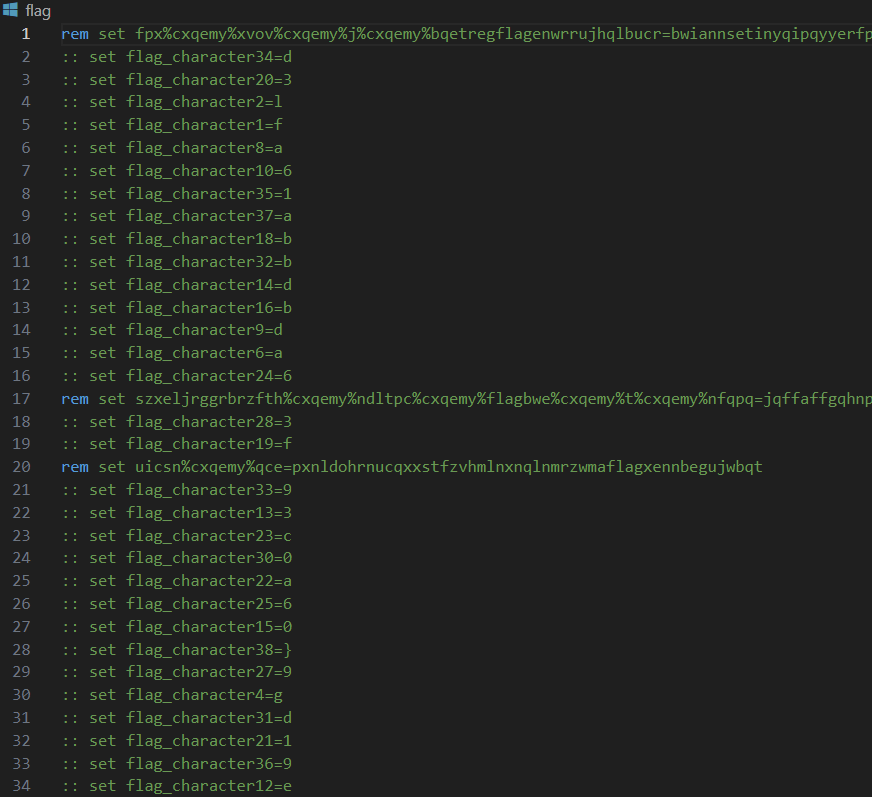 flag
1 rem set fpx%cxqemy%xvov%cxqemy%j%cxqemy%bqetregflagenwrrujhqlbucr=bwiannsetinyqipqyyerfp
2 :: set flag_character34=d
3 :: set flag_character20=3
4 :: set flag_character2=l
5 :: set flag_character1=f
6 :: set flag_character8=a
7 :: set flag_character10=6
8 :: set flag_character35=1
9 :: set flag_character37=a
10 :: set flag_character18=b
11 :: set flag_character32=b
12 :: set flag_character14=d
13 :: set flag_character16=b
14 :: set flag_character9=d
15 :: set flag_character6=a
16 :: set flag_character24=6
17 rem set szxeljrggrbrzfth%cxqemy%ndltpc%cxqemy%flagbwe%cxqemy%t%cxqemy%nfqpq=jqffaffgqhnp
18 :: set flag_character28=3
19 :: set flag_character19=f
20 rem set uicsn%cxqemy%qce=pxnldohrnucqxxstfzvhmlnxnqlnmrzwmaflagxennbegujwbqt
21 :: set flag_character33=9
22 :: set flag_character13=3
23 :: set flag_character23=c
24 :: set flag_character30=0
25 :: set flag_character22=a
26 :: set flag_character25=6
27 :: set flag_character15=0
28 :: set flag_character38=}
29 :: set flag_character27=9
30 :: set flag_character4=g
31 :: set flag_character31=d
32 :: set flag_character21=1
33 :: set flag_character36=9
34 :: set flag_character12=e